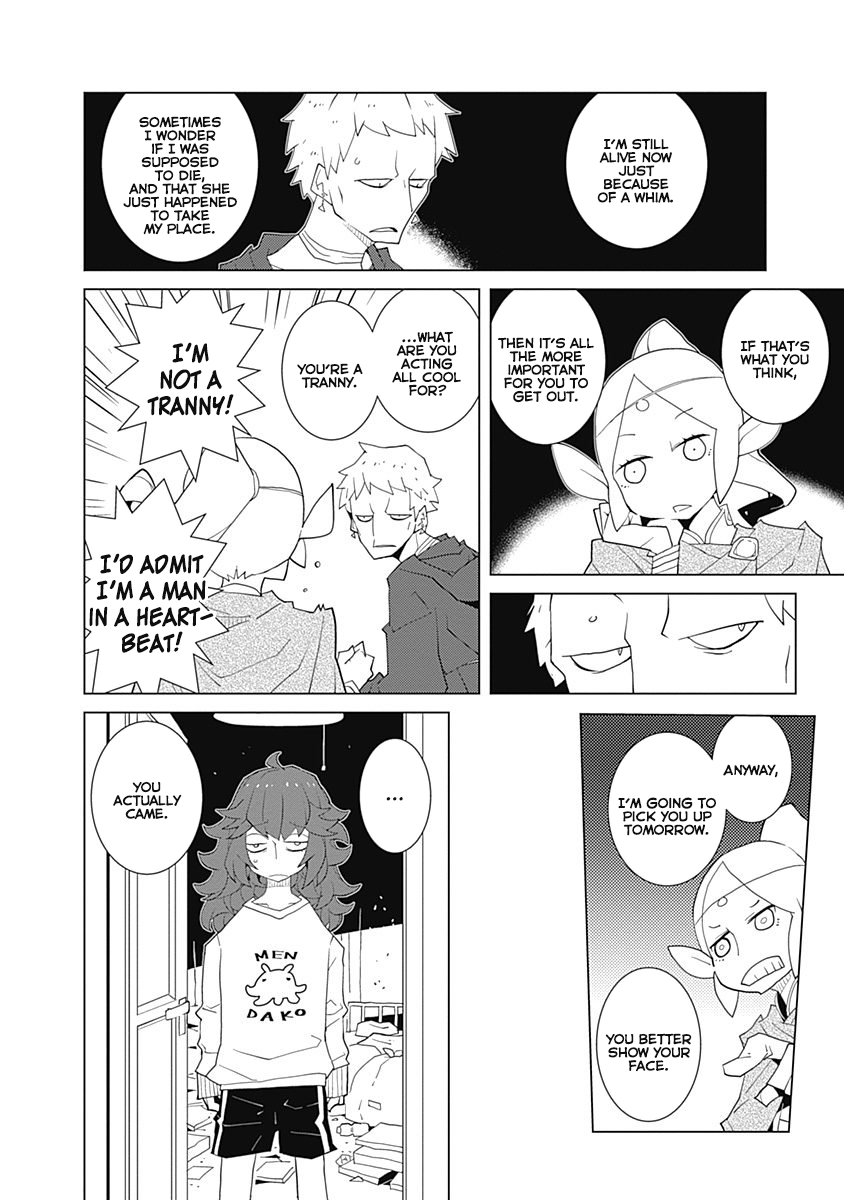 I'M STILL
ALIVE NOW
JUST
BECAUSE
OF A WHIM.
SOMETIMES
I WONDER
IF I WAS
SUPPOSED
TO DIE,
AND THAT SHE
JUST HAPPENED
TO TAKE
MY PLACE.
IF THAT'S
WHAT YOU
THINK,
THEN IT'S ALL
THE MORE
IMPORTANT
FOR YOU TO
GET OUT.
...WHAT
ARE YOU
ACTING
ALL COOL
FOR?
YOU'RE A
TRANNY.
I'M
NOT A
TRANNY!
I'D ADMIT
I'M A MAN
IN A HEART-
BEAT!
ANYWAY,
I'M GOING TO
PICK YOU UP
TOMORROW.
YOU BETTER
SHOW YOUR
FACE.
...
YOU
ACTUALLY
CAME.
MEN
DAKO